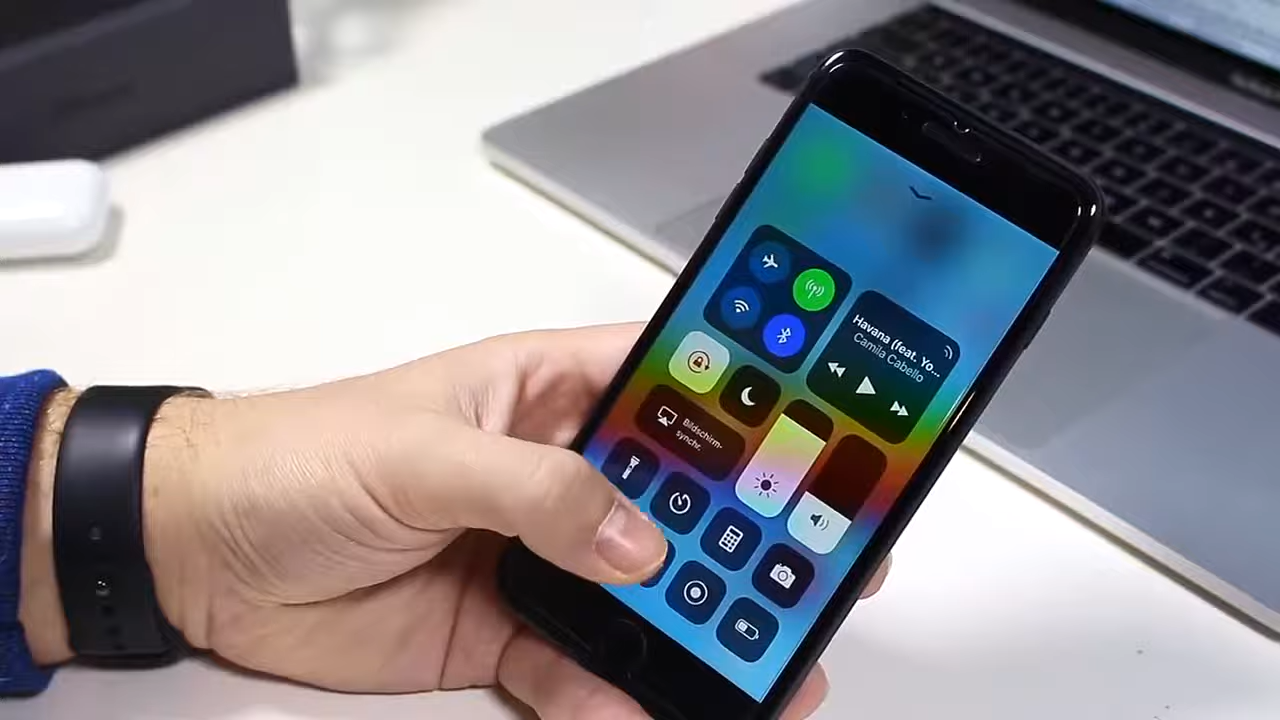 Havana (feat. Yo...
Camila Cabello
Bildschirm-
synchr.